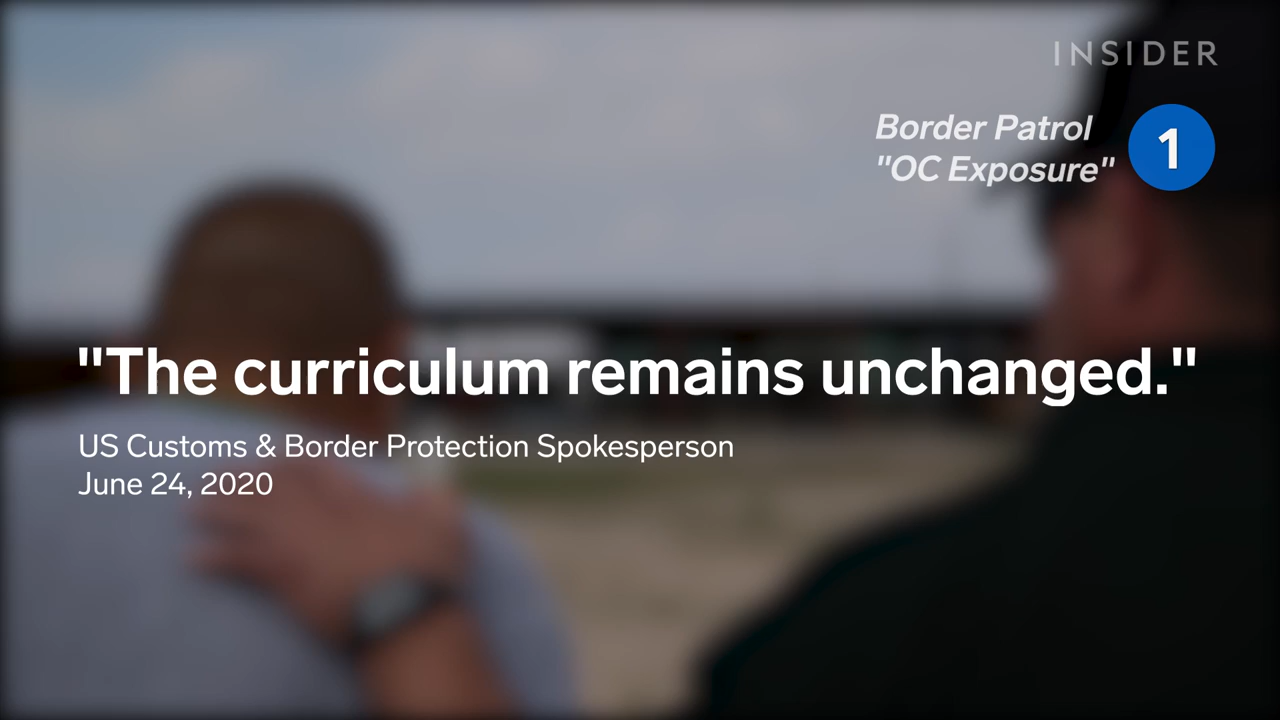 INSIDER
Border Patrol
"OC Exposure"
1
"The curriculum remains unchanged."
US Customs & Border Protection Spokesperson
June 24, 2020